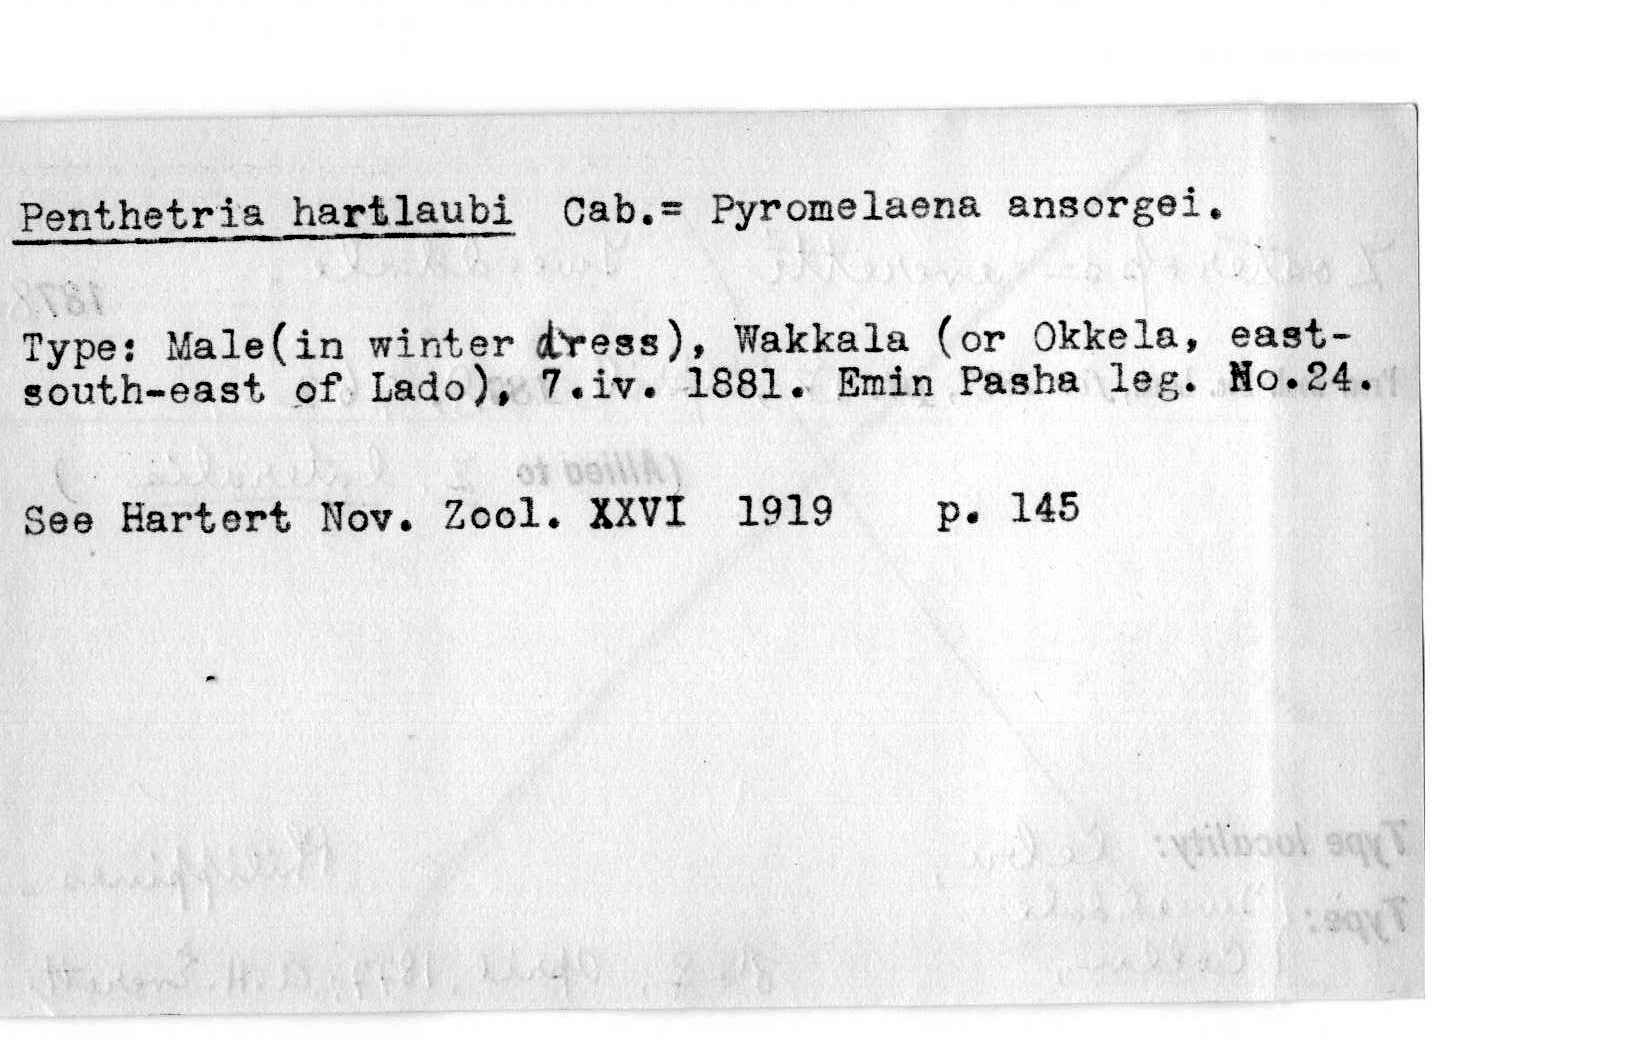 Penthetria hartlaubi Cab.= Pyromelaena ansorgei.
Type: Male(in winter dress), Wakkala (or Okkela, east-
south-east of Lado), 7.iv. 1881. Emin Pasha leg. No.24.
See Hartert Nov. Zool. XXVI 1919 p. 145